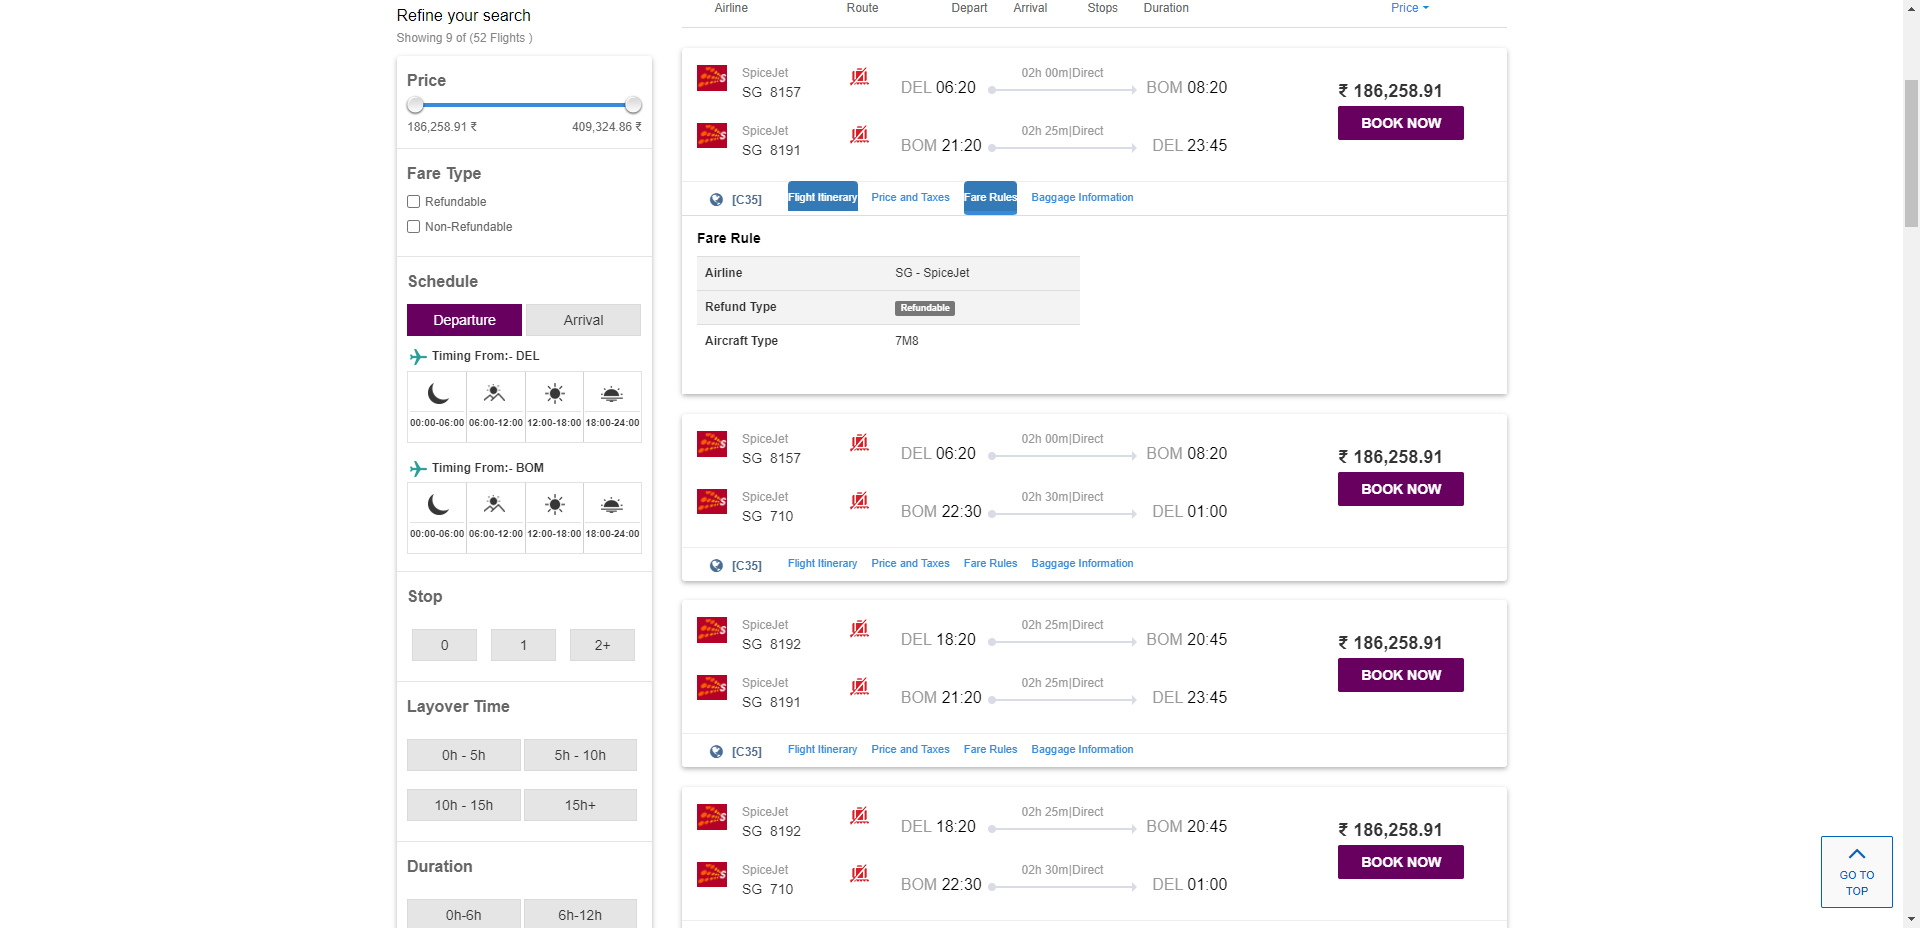 Refine your search
Showing 9 of (52 Flights )
Price
186,258.91 ₹ 409,324.86 ₹
Fare Type
Refundable
Non-Refundable
Schedule
Departure Arrival
Timing From:- DEL
00:00-06:00 06:00-12:00 12:00-18:00 18:00-24:00
Timing From:- BOM
00:00-06:00 06:00-12:00 12:00-18:00 18:00-24:00
Stop
0 1 2+
Layover Time
0h - 5h 5h - 10h
10h - 15h 15h+
Duration
0h-6h 6h-12h
Airline Route Depart Arrival Stops Duration Price
SpiceJet 02h 00m|Direct
SG 8157 DEL 06:20 BOM 08:20
₹ 186,258.91
BOOK NOW
SpiceJet 02h 25m|Direct
SG 8191 BOM 21:20 DEL 23:45
[C35] Flight Itinerary Price and Taxes Fare Rules Baggage Information
Fare Rule
Airline SG - SpiceJet
Refund Type Refundable
Aircraft Type 7M8
SpiceJet 02h 00m|Direct
SG 8157 DEL 06:20 BOM 08:20
₹ 186,258.91
BOOK NOW
SpiceJet 02h 30m|Direct
SG 710 BOM 22:30 DEL 01:00
[C35] Flight Itinerary Price and Taxes Fare Rules Baggage Information
SpiceJet 02h 25m|Direct
SG 8192 DEL 18:20 BOM 20:45
₹ 186,258.91
BOOK NOW
SpiceJet 02h 25m|Direct
SG 8191 BOM 21:20 DEL 23:45
[C35] Flight Itinerary Price and Taxes Fare Rules Baggage Information
SpiceJet 02h 25m|Direct
SG 8192 DEL 18:20 BOM 20:45
₹ 186,258.91
BOOK NOW
SpiceJet 02h 30m|Direct
SG 710 BOM 22:30 DEL 01:00
GO TO
TOP